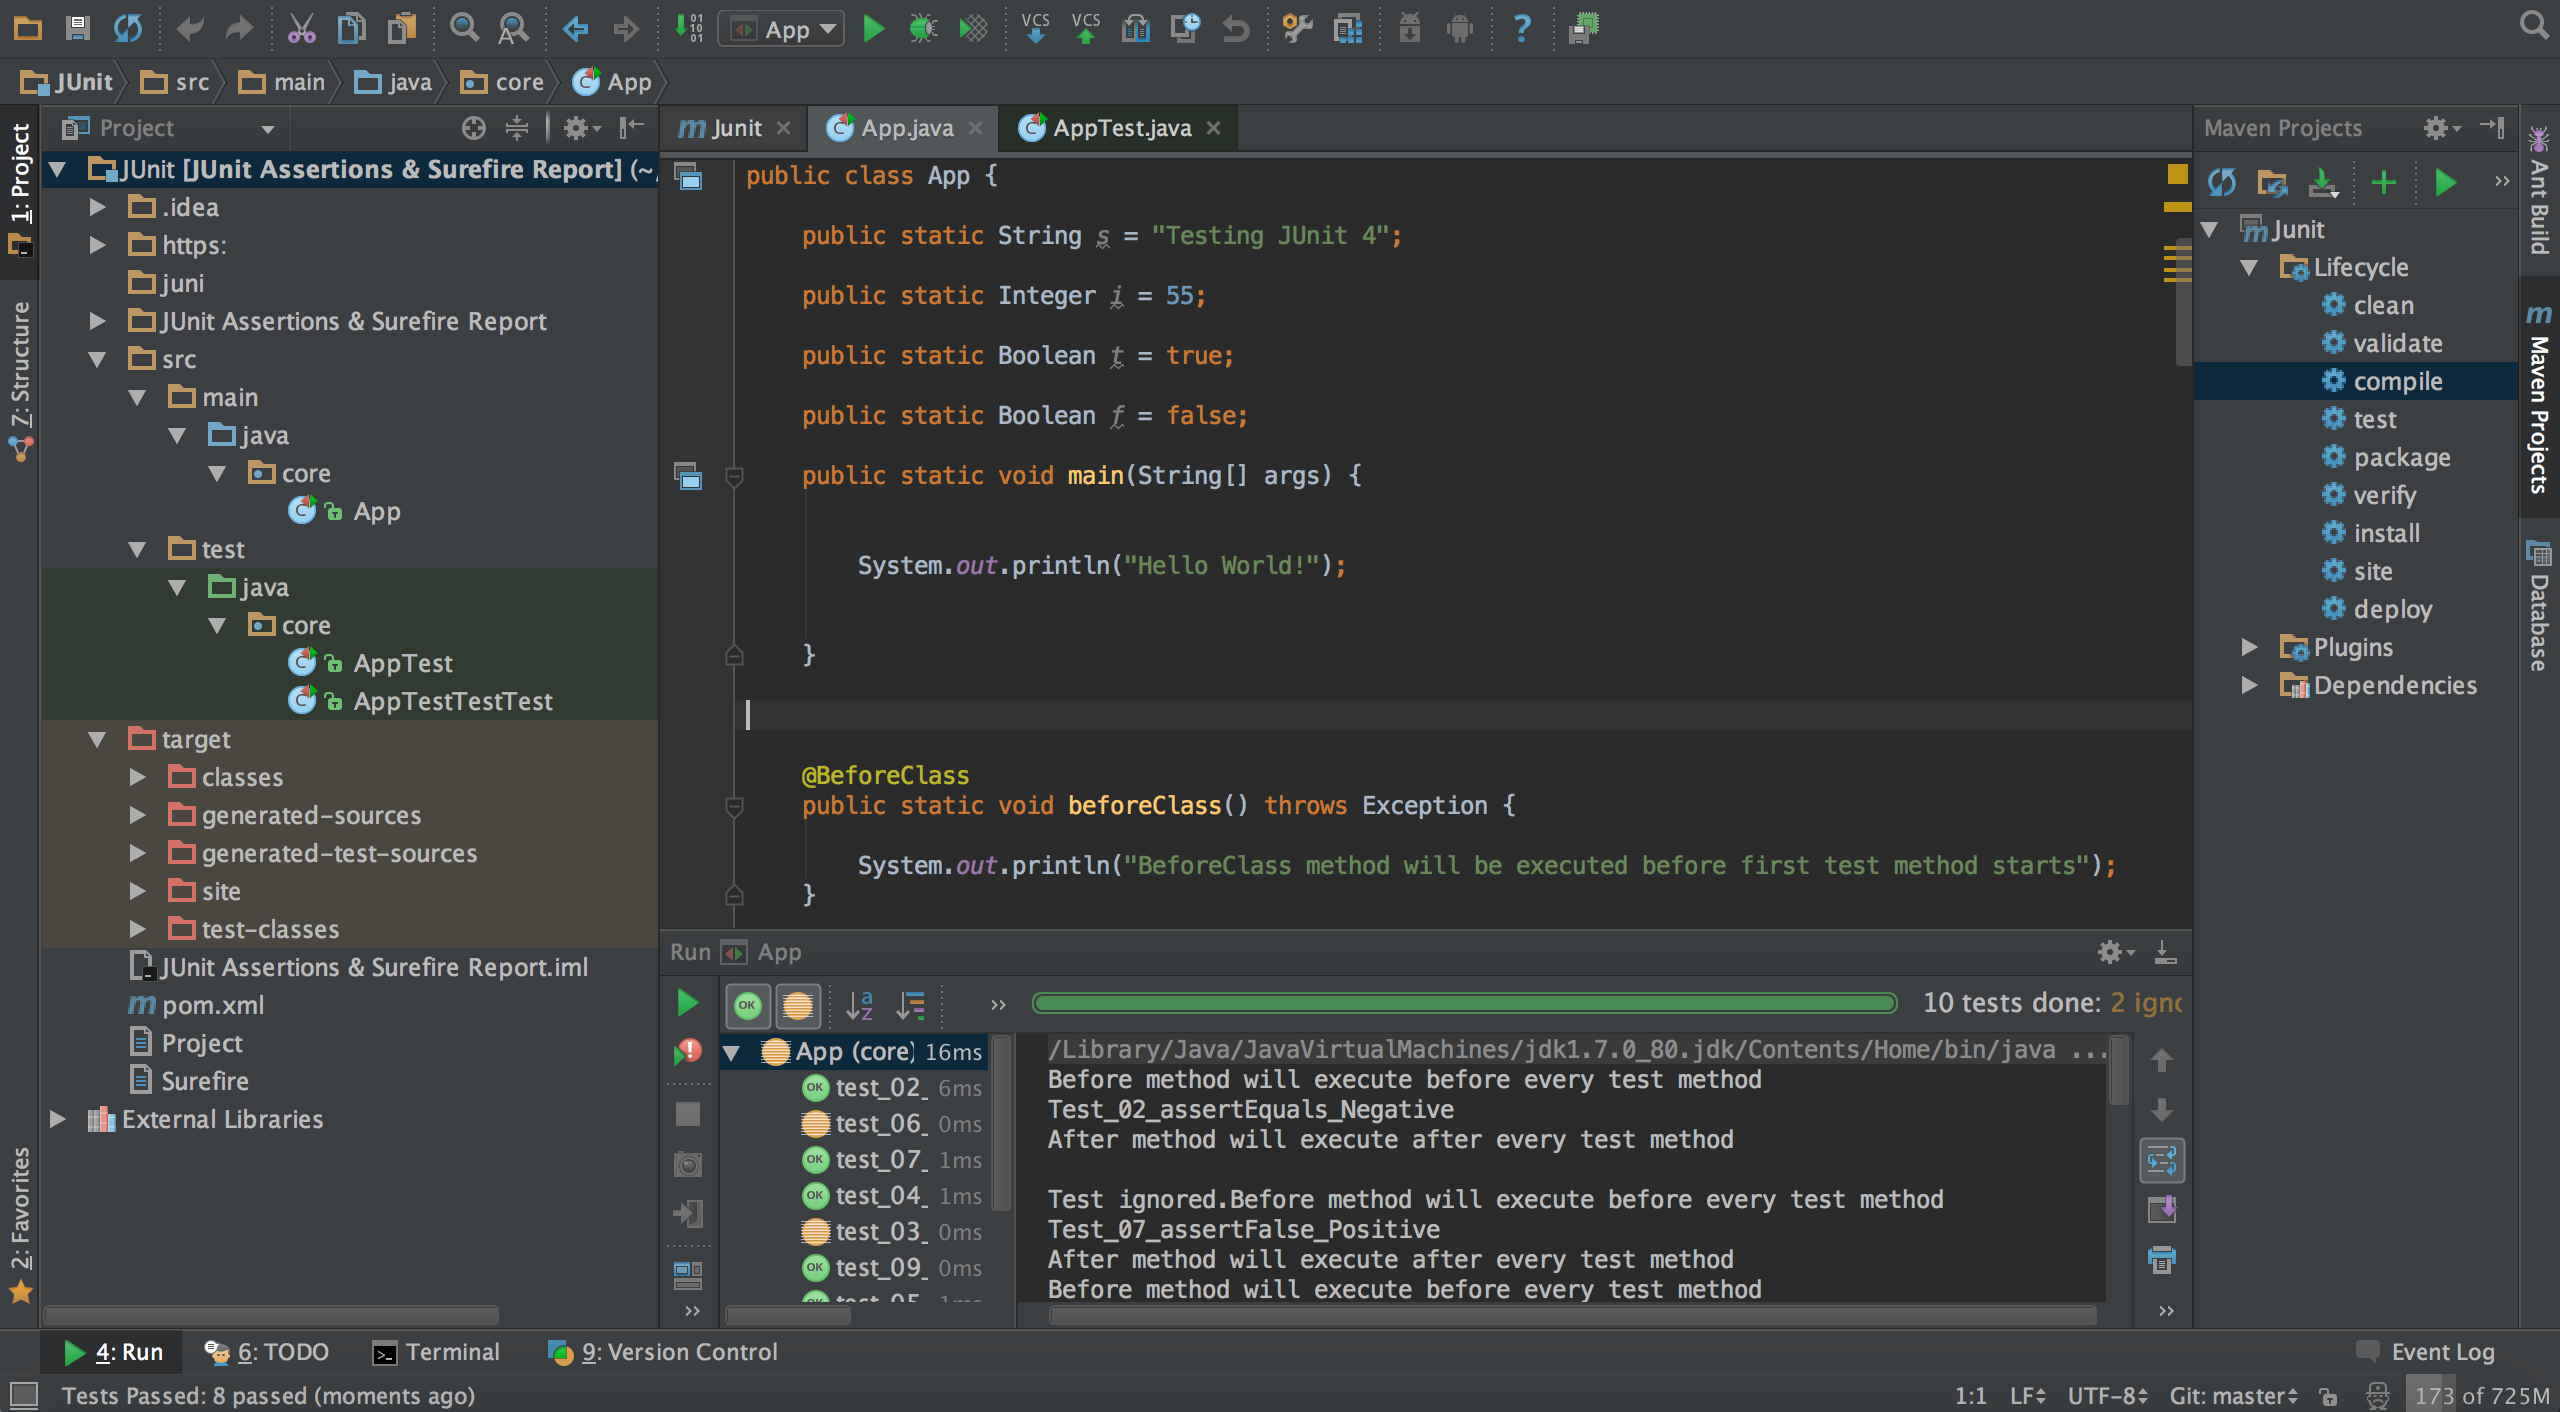 App
VCS
VCS
JUnit
src
main
java
core
App
1: Project
7: Structure
2: Favorites
Project
JUnit [JUnit Assertions & Surefire Report] (~
.idea
https:
juni
JUnit Assertions & Surefire Report
src
main
java
core
App
test
java
core
AppTest
AppTestTestTest
target
classes
generated-sources
generated-test-sources
site
test-classes
JUnit Assertions & Surefire Report.iml
pom.xml
Project
Surefire
External Libraries
Junit
App.java
AppTest.java
public class App {
public static String s = "Testing JUnit 4";
public static Integer i = 55;
public static Boolean t = true;
public static Boolean f = false;
public static void main(String[] args) {
System.out.println("Hello World!");
}
@BeforeClass
public static void beforeClass() throws Exception {
System.out.println("BeforeClass method will be executed before first test method starts");
}
Run App
10 tests done: 2
App (core) 16ms
test_02_ 6ms
test_06_ 0ms
test_07_ 1ms
test_04_ 1ms
test_03_ 0ms
test_09_ 0ms
/Library/Java/JavaVirtualMachines/jdk1.7.0_80.jdk/Contents/Home/bin/java ...
Before method will execute before every test method
Test_02_assertEquals_Negative
After method will execute after every test method
Test ignored.Before method will execute before every test method
Test_07_assertFalse_Positive
After method will execute after every test method
Before method will execute before every test method
Maven Projects
Junit
Lifecycle
clean
validate
compile
test
package
verify
install
site
deploy
Plugins
Dependencies
Ant Build
Maven Projects
Database
4: Run
6: TODO
Terminal
9: Version Control
Event Log
Tests Passed: 8 passed (moments ago)
1:1 LF UTF-8 Git: master 173 of 725M